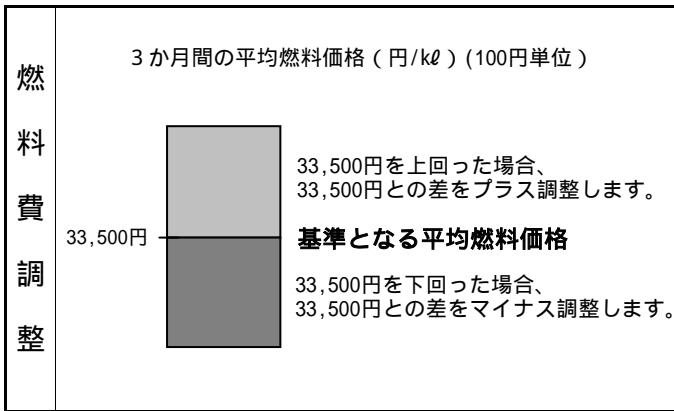 燃料費調整
３か月間の平均燃料価格（円/kℓ）(100円単位）
33,500円を上回った場合、
33,500円との差をプラス調整します。
33,500円
基準となる平均燃料価格
33,500円を下回った場合、
33,500円との差をマイナス調整します。